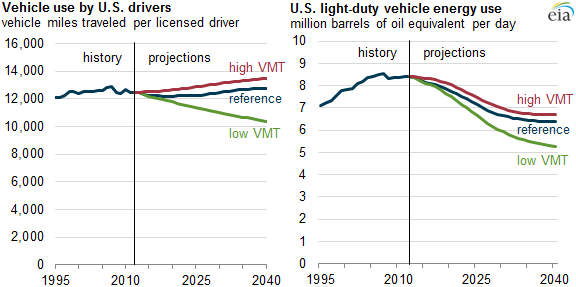 Vehicle use by U.S. drivers
vehicle miles traveled per licensed driver
16,000
14,000
12,000
10,000
8,000
6,000
4,000
2,000
0
history
projections
high VMT
reference
low VMT
1995
2010
2025
2040
U.S. light-duty vehicle energy use
million barrels of oil equivalent per day
eia
10
9
8
7
6
5
4
3
2
1
0
history
projections
high VMT
reference
low VMT
1995
2010
2025
2040